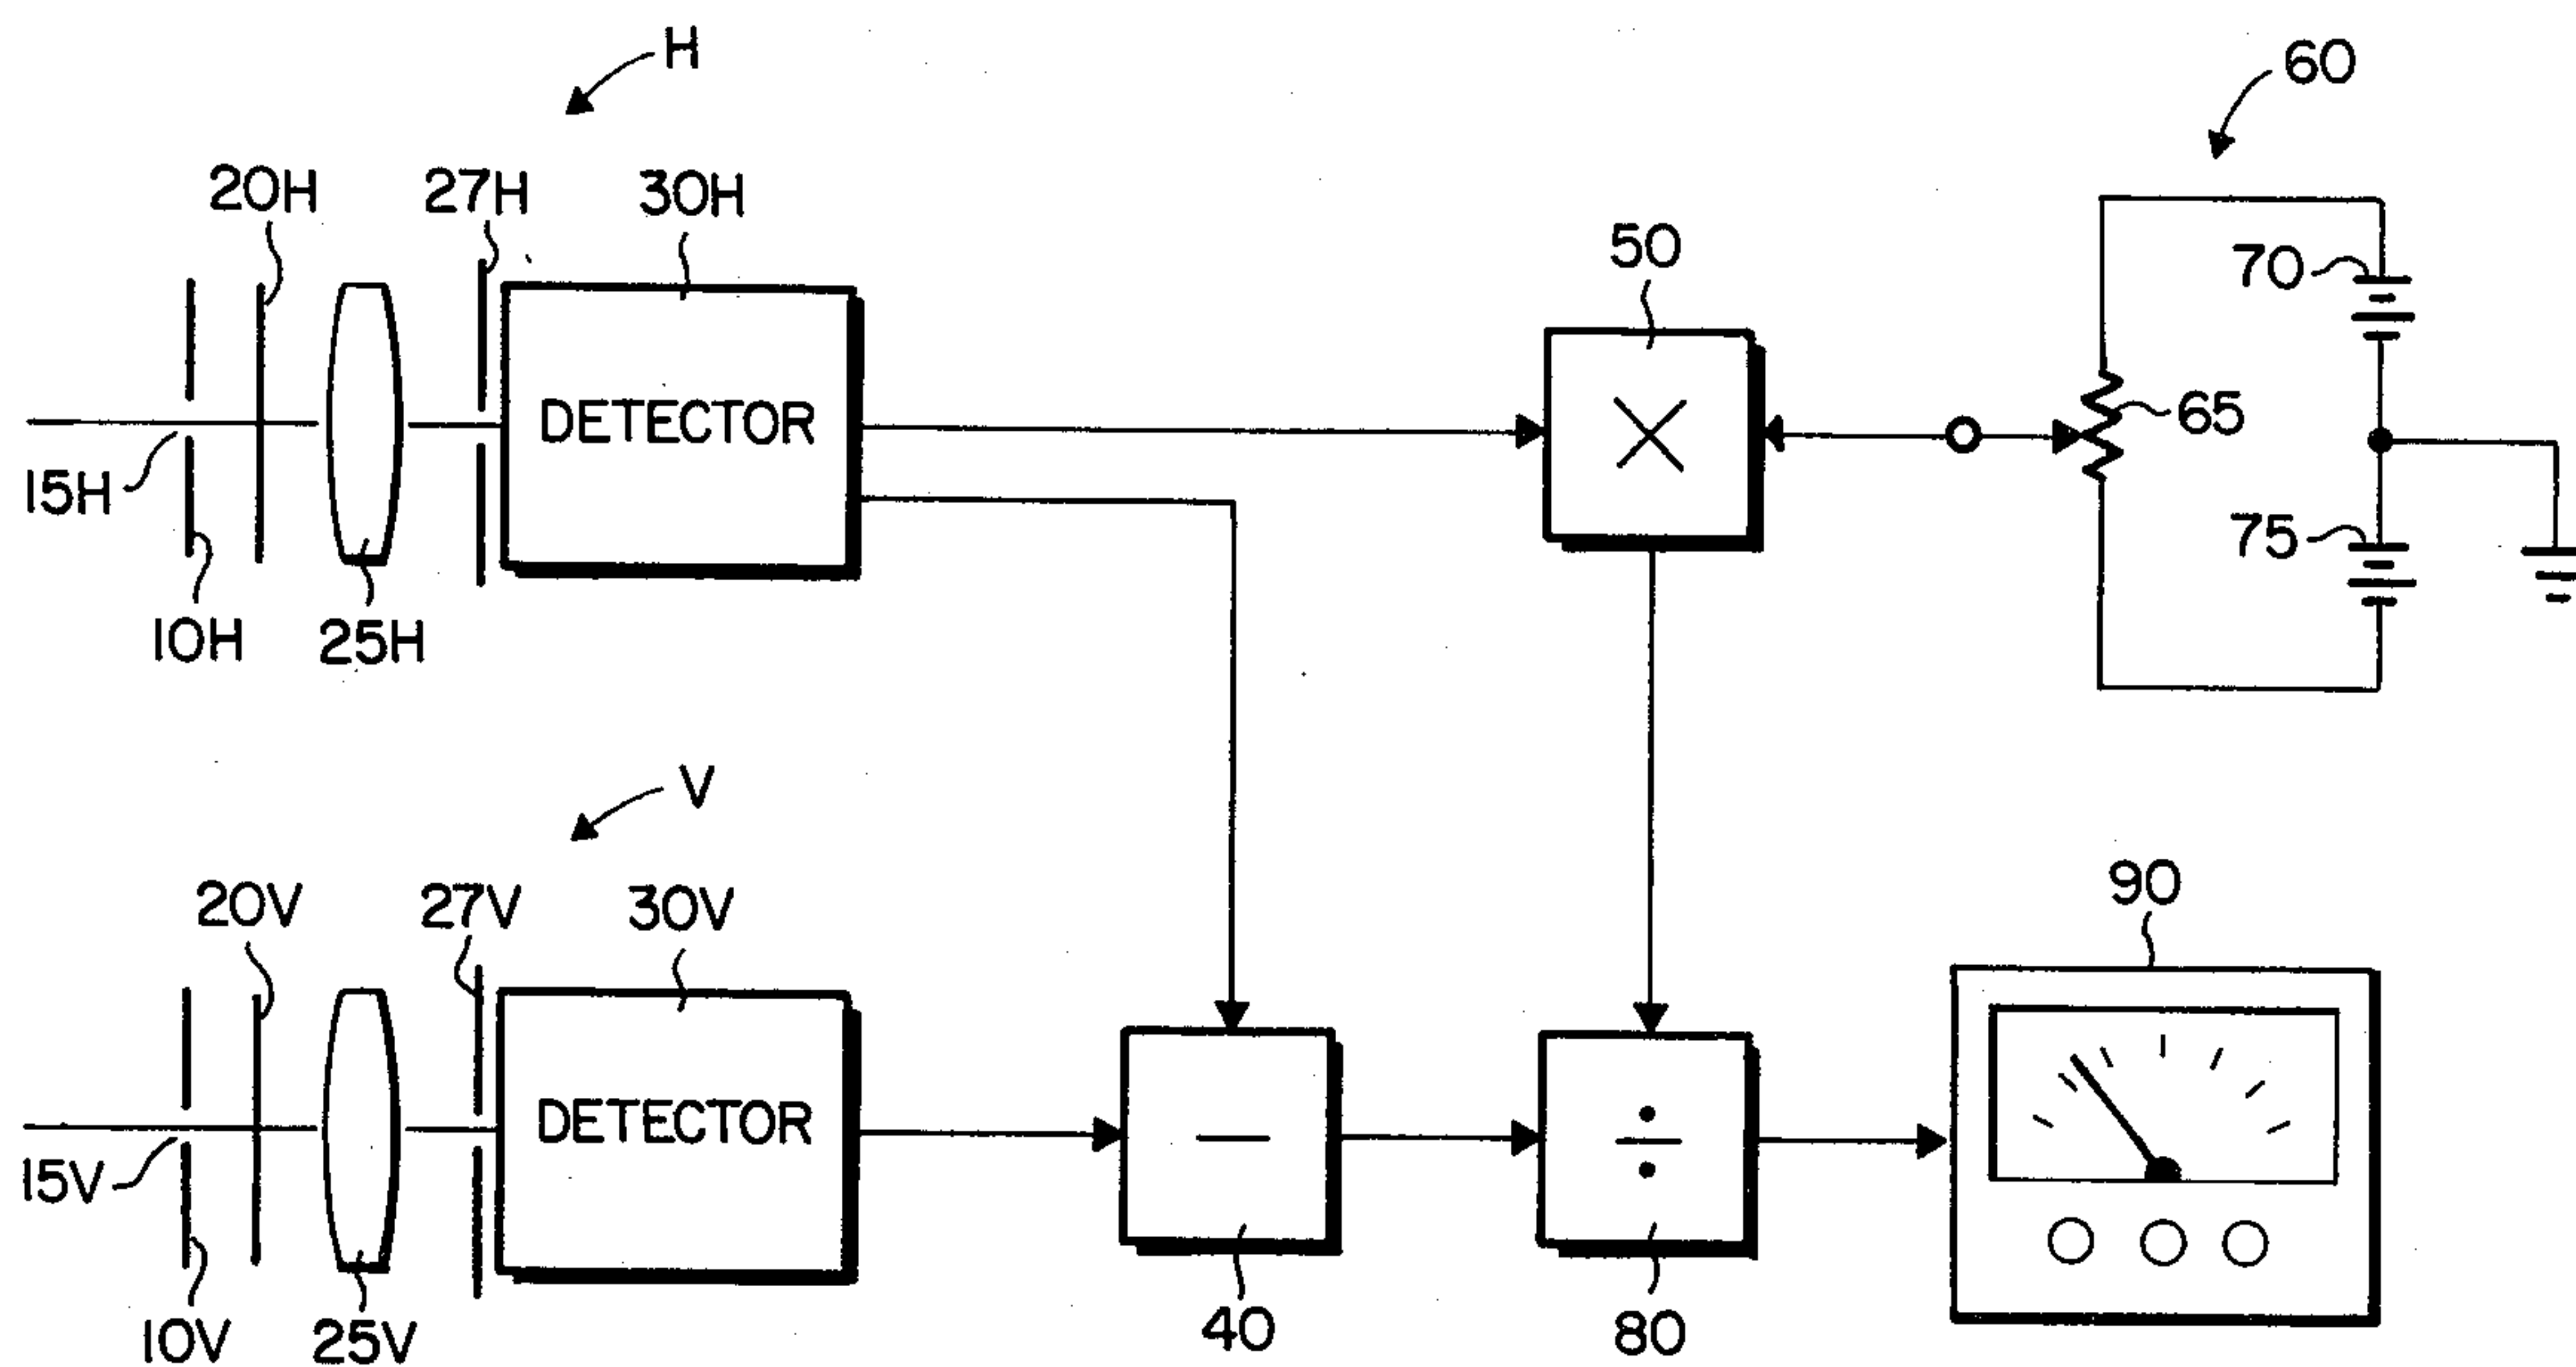 H
60
20H
27H
30H
50
70
DETECTOR
×
65
15H
75
10H
25H
V
90
20V
27V
30V
DETECTOR
−
÷
15V
10V
25V
40
80